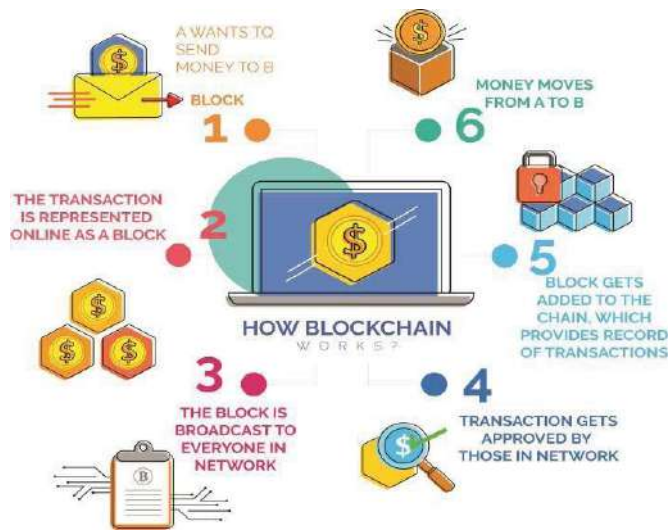 A WANTS TO
SEND
MONEY TO B
BLOCK
1
THE TRANSACTION
IS REPRESENTED
ONLINE AS A BLOCK
2
3
THE BLOCK IS
BROADCAST TO
EVERYONE IN
NETWORK
4
TRANSACTION GETS
APPROVED BY
THOSE IN NETWORK
5
BLOCK GETS
ADDED TO THE
CHAIN, WHICH
PROVIDES RECORD
OF TRANSACTIONS
6
MONEY MOVES
FROM A TO B
HOW BLOCKCHAIN
WORKS?
$
$
$
$
$
$
$
B